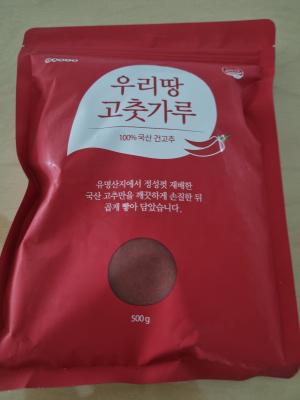 우리땅
고춧가루
100% 국산 건고추
유명산지에서 정성껏 재배한
국산 고추만을 깨끗하게 손질한 뒤
곱게 빻아 담았습니다.
500g